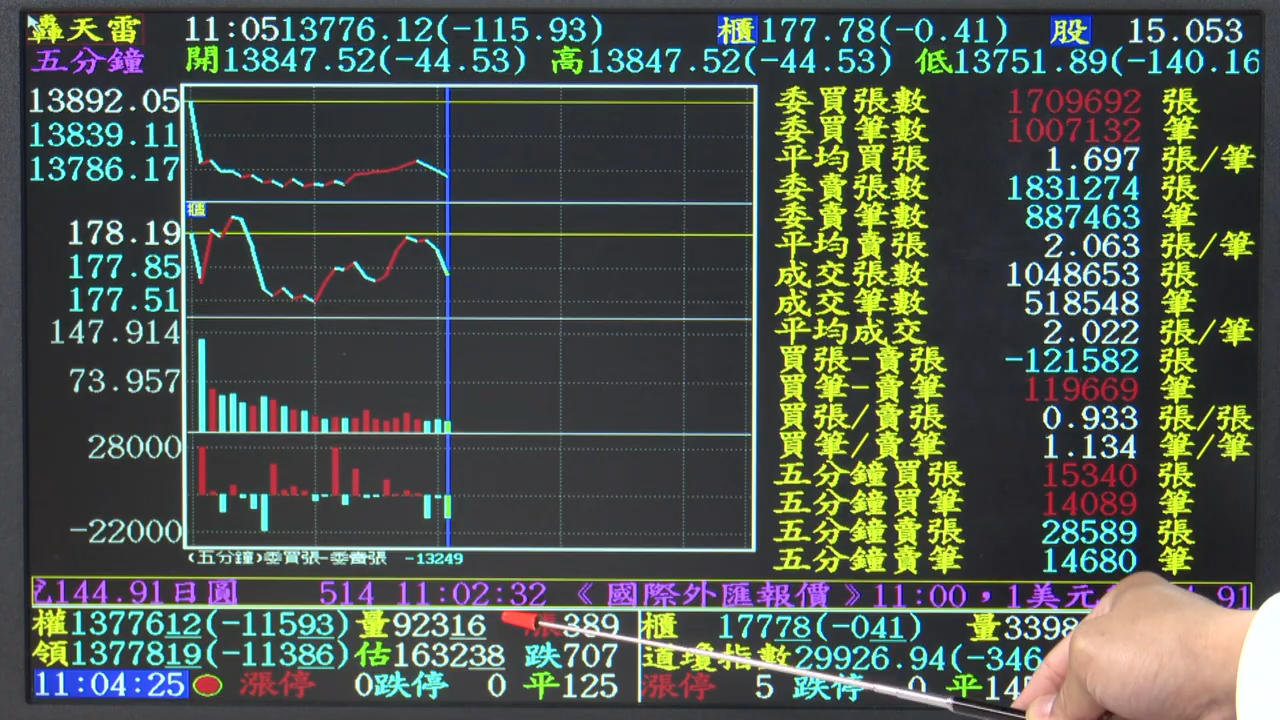 轟天雷 11:05 13776.12(-115.93) 櫃 177.78(-0.41) 股 15.053
五分鐘 開13847.52(-44.53) 高13847.52(-44.53) 低13751.89(-140.16
13892.05
13839.11
13786.17
櫃
178.19
177.85
177.51
147.914
73.957
28000
-22000
(五分鐘)委買張-委賣張 -13249
委買張數 1709692 張
委買筆數 1007132 筆
平均買張 1.697 張/筆
委賣張數 1831274 張
委賣筆數 887463 筆
平均賣張 2.063 張/筆
成交張數 1048653 張
成交筆數 518548 筆
平均成交 2.022 張/筆
買張-賣張 -121582 張
買筆-賣筆 119669 筆
買張/賣張 0.933 張/張
買筆/賣筆 1.134 筆/筆
五分鐘買張 15340 張
五分鐘買筆 14089 筆
五分鐘賣張 28589 張
五分鐘賣筆 14680 筆
144.91日圓 514 11:02:32 《國際外匯報價》11:00，1美元 91
權1377612(-11593) 量92316 漲389 櫃 17778(-041) 量3398
領1377819(-11386) 估163238 跌707 道瓊指數29926.94(-346
11:04:25 漲停 0跌停 0 平125 漲停 5 跌停 0 平14